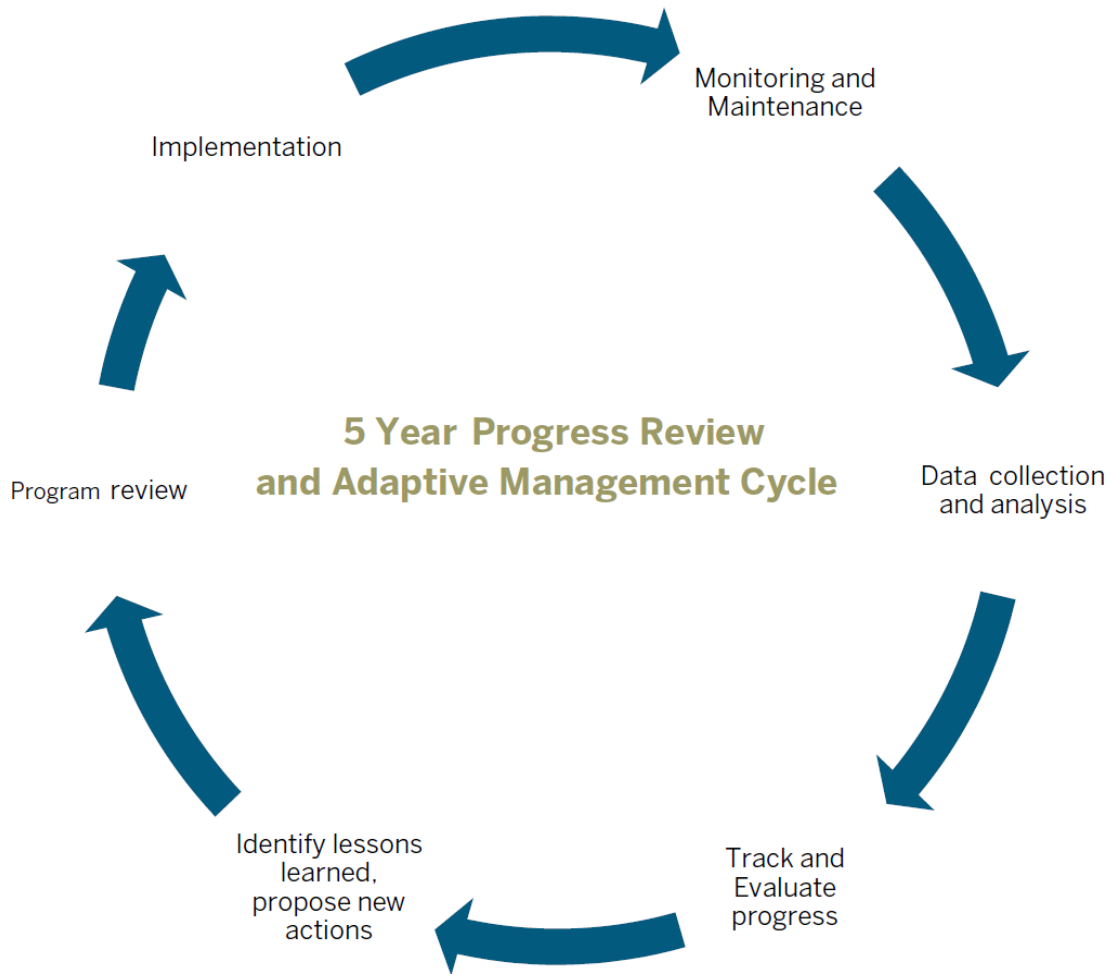 Monitoring and
Maintenance
Implementation
5 Year Progress Review
and Adaptive Management Cycle
Data collection
and analysis
Program review
Identify lessons
learned,
propose new
actions
Track and
Evaluate
progress